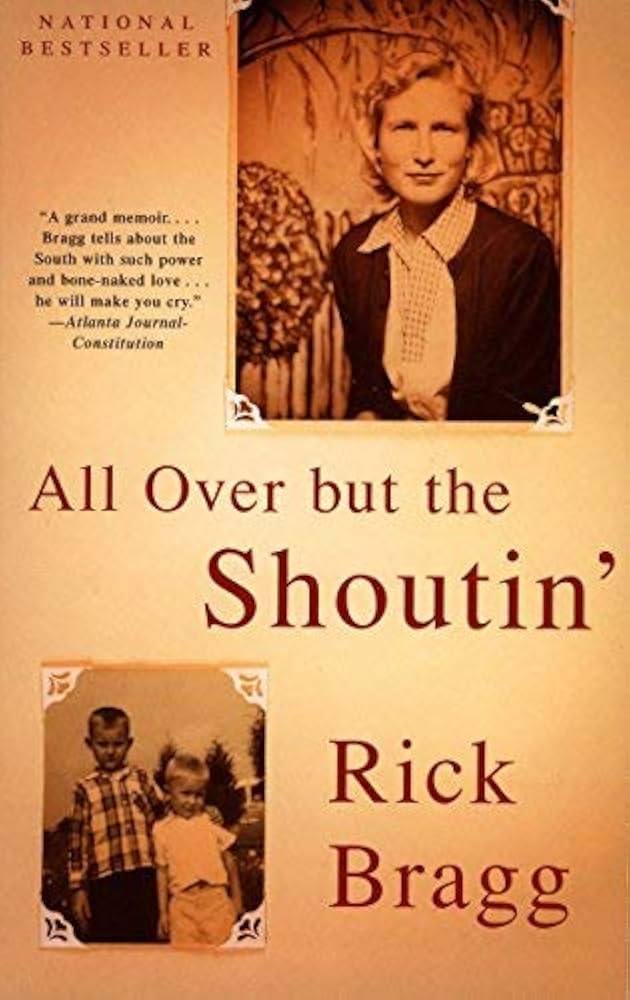 NATIONAL
BESTSELLER
"A grand memoir. . . .
Bragg tells about the
South with such power
and bone-naked love . . .
he will make you cry."
—Atlanta Journal-
Constitution
All Over but the
Shoutin'
Rick
Bragg